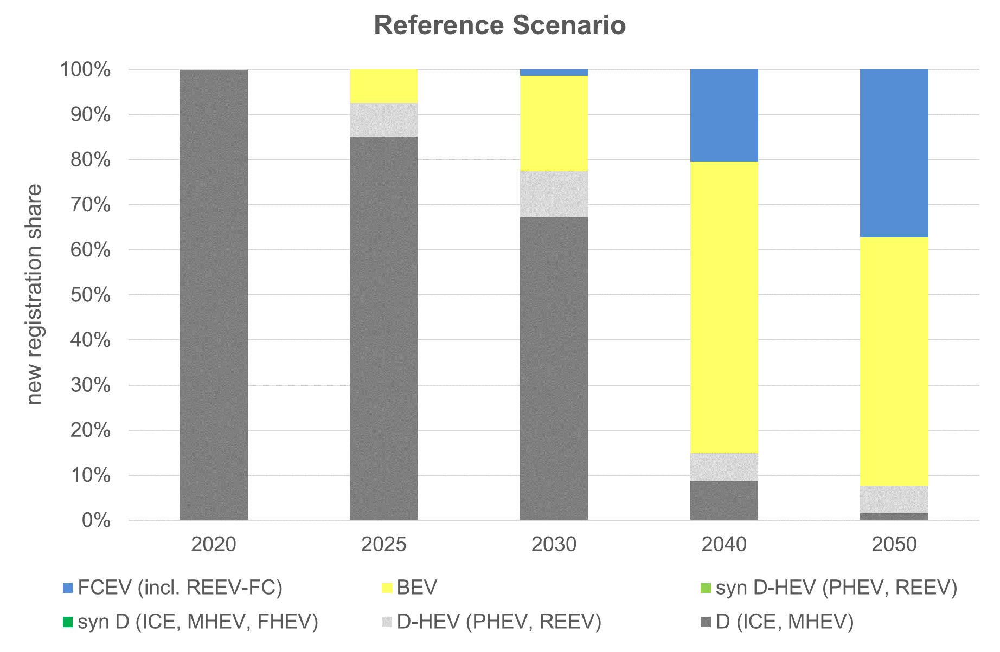 Reference Scenario
new registration share
100%
90%
80%
70%
60%
50%
40%
30%
20%
10%
0%
2020 2025 2030 2040 2050
FCEV (incl. REEV-FC) BEV syn D-HEV (PHEV, REEV)
syn D (ICE, MHEV, FHEV) D-HEV (PHEV, REEV) D (ICE, MHEV)